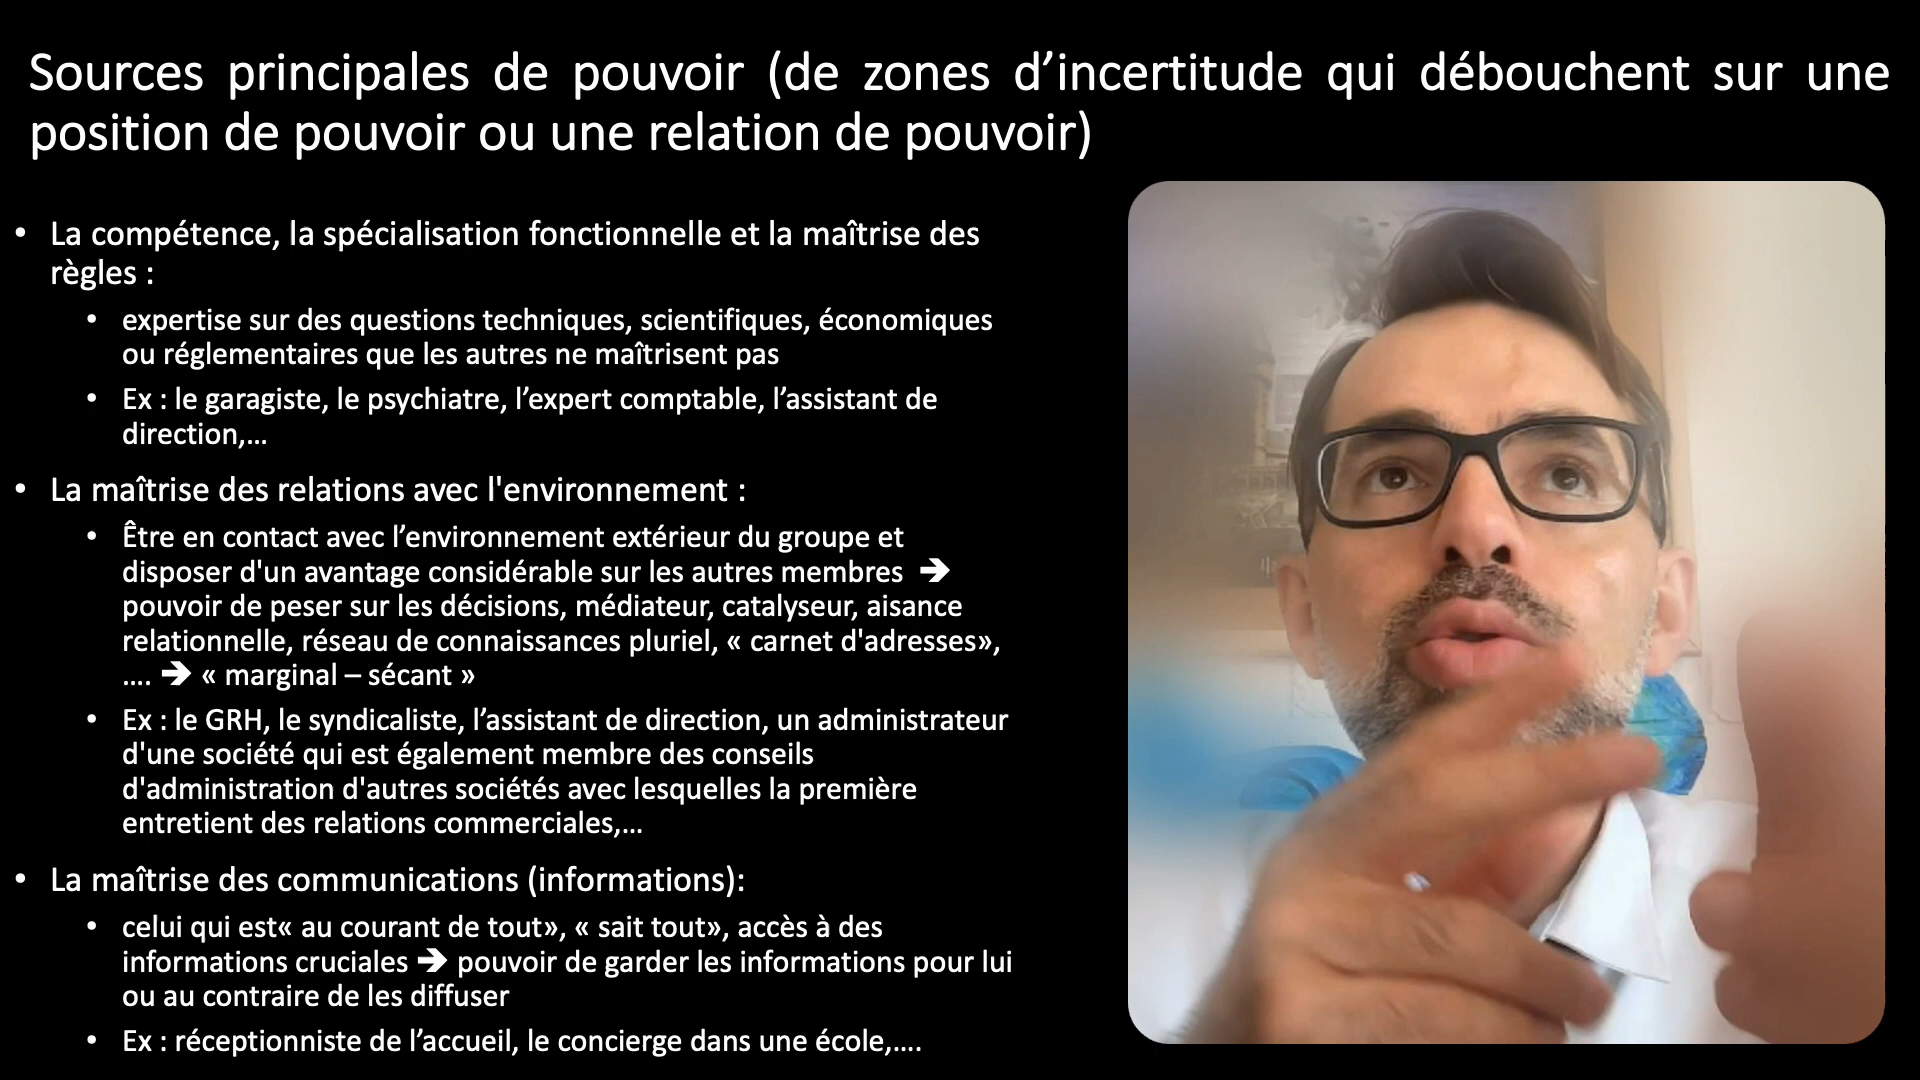 Sources principales de pouvoir (de zones d’incertitude qui débouchent sur une
position de pouvoir ou une relation de pouvoir)
• La compétence, la spécialisation fonctionnelle et la maîtrise des
règles :
• expertise sur des questions techniques, scientifiques, économiques
ou réglementaires que les autres ne maîtrisent pas
• Ex : le garagiste, le psychiatre, l’expert comptable, l’assistant de
direction,…
• La maîtrise des relations avec l'environnement :
• Être en contact avec l’environnement extérieur du groupe et
disposer d'un avantage considérable sur les autres membres ➔
pouvoir de peser sur les décisions, médiateur, catalyseur, aisance
relationnelle, réseau de connaissances pluriel, « carnet d'adresses»,
…. ➔ « marginal – sécant »
• Ex : le GRH, le syndicaliste, l’assistant de direction, un administrateur
d'une société qui est également membre des conseils
d'administration d'autres sociétés avec lesquelles la première
entretient des relations commerciales,…
• La maîtrise des communications (informations):
• celui qui est« au courant de tout», « sait tout», accès à des
informations cruciales ➔ pouvoir de garder les informations pour lui
ou au contraire de les diffuser
• Ex : réceptionniste de l’accueil, le concierge dans une école,….